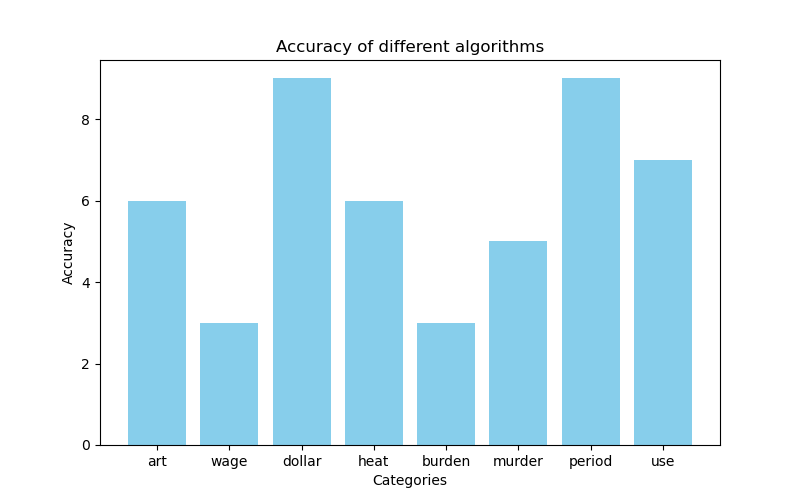 Accuracy of different algorithms
Accuracy
8
6
4
2
0
art wage dollar heat burden murder period use
Categories